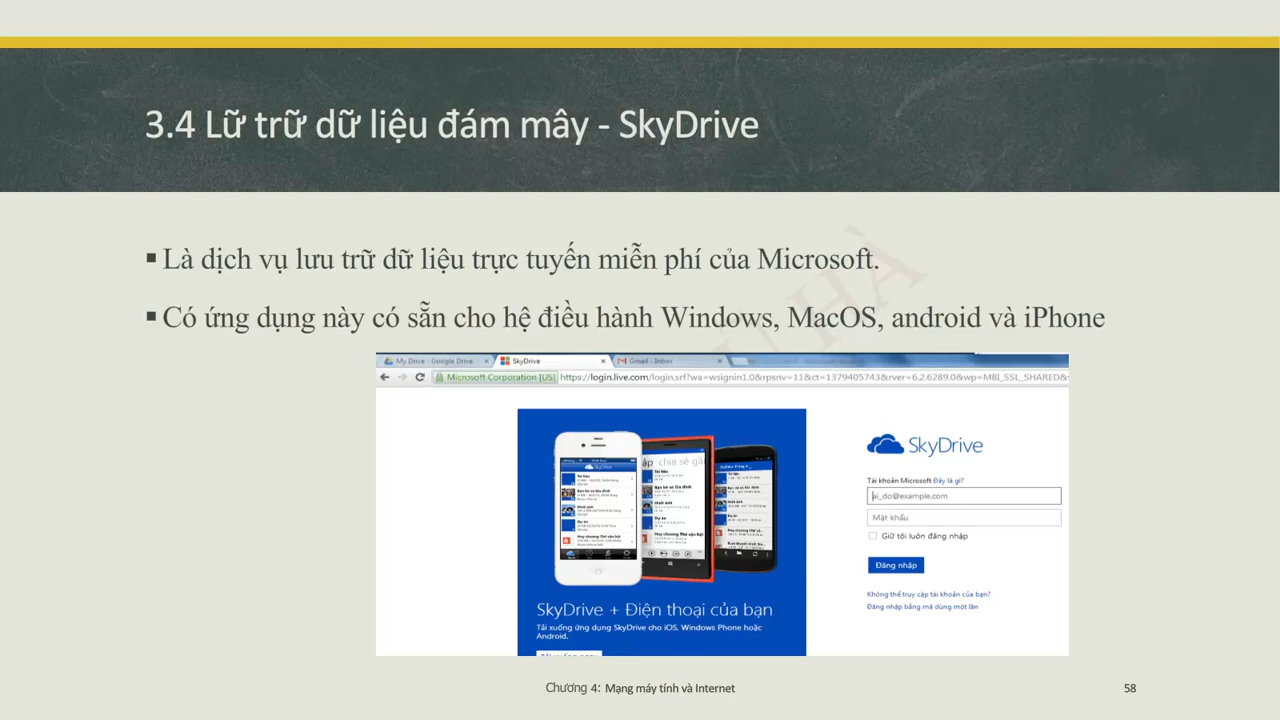 3.4 Lữ trữ dữ liệu đám mây - SkyDrive
▪ Là dịch vụ lưu trữ dữ liệu trực tuyến miễn phí của Microsoft.
▪ Có ứng dụng này có sẵn cho hệ điều hành Windows, MacOS, android và iPhone
My Drive - Google Drive × SkyDrive × Gmail - Inbox ×
Microsoft Corporation [US] https://login.live.com/login.srf?wa=wsignin1.0&rpsnv=11&ct=1379405743&rver=6.2.6289.0&wp=MBI_SSL_SHARED&
SkyDrive
chia sẻ
SkyDrive
Tài khoản Microsoft Đây là gì?
ai_do@example.com
Mật khẩu
Giữ tôi luôn đăng nhập
Đăng nhập
Không thể truy cập tài khoản của bạn?
Đăng nhập bằng mã dùng một lần
SkyDrive + Điện thoại của bạn
Tải xuống ứng dụng SkyDrive cho iOS, Windows Phone hoặc
Android.
Chương 4: Mạng máy tính và Internet
58